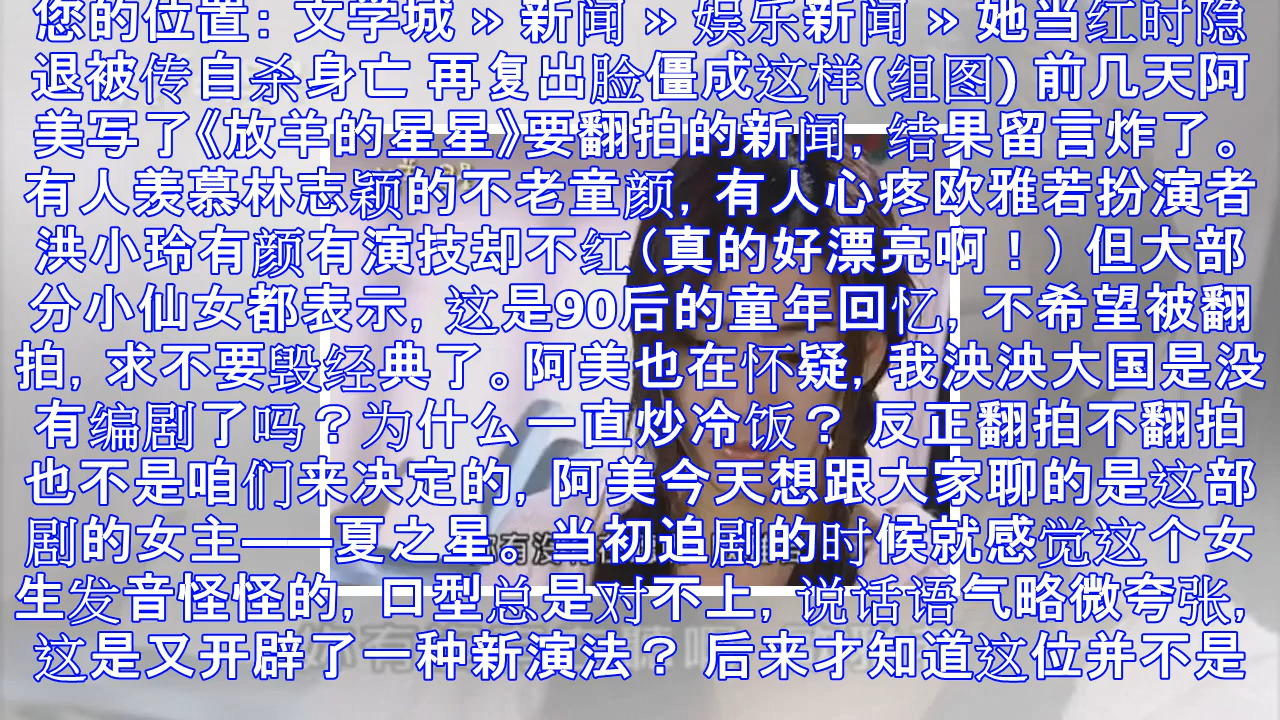 您的位置: 文学城 » 新闻 » 娱乐新闻 » 她当红时隐
退被传自杀身亡 再复出脸僵成这样(组图) 前几天阿
美写了《放羊的星星》要翻拍的新闻, 结果留言炸了。
有人羡慕林志颖的不老童颜, 有人心疼欧雅若扮演者
洪小玲有颜有演技却不红(真的好漂亮啊！) 但大部
分小仙女都表示, 这是90后的童年回忆, 不希望被翻
拍, 求不要毁经典了。阿美也在怀疑, 我泱泱大国是没
有编剧了吗？为什么一直炒冷饭？ 反正翻拍不翻拍
也不是咱们来决定的, 阿美今天想跟大家聊的是这部
剧的女主——夏之星。当初追剧的时候就感觉这个女
生发音怪怪的, 口型总是对不上, 说话语气略微夸张,
这是又开辟了一种新演法？ 后来才知道这位并不是